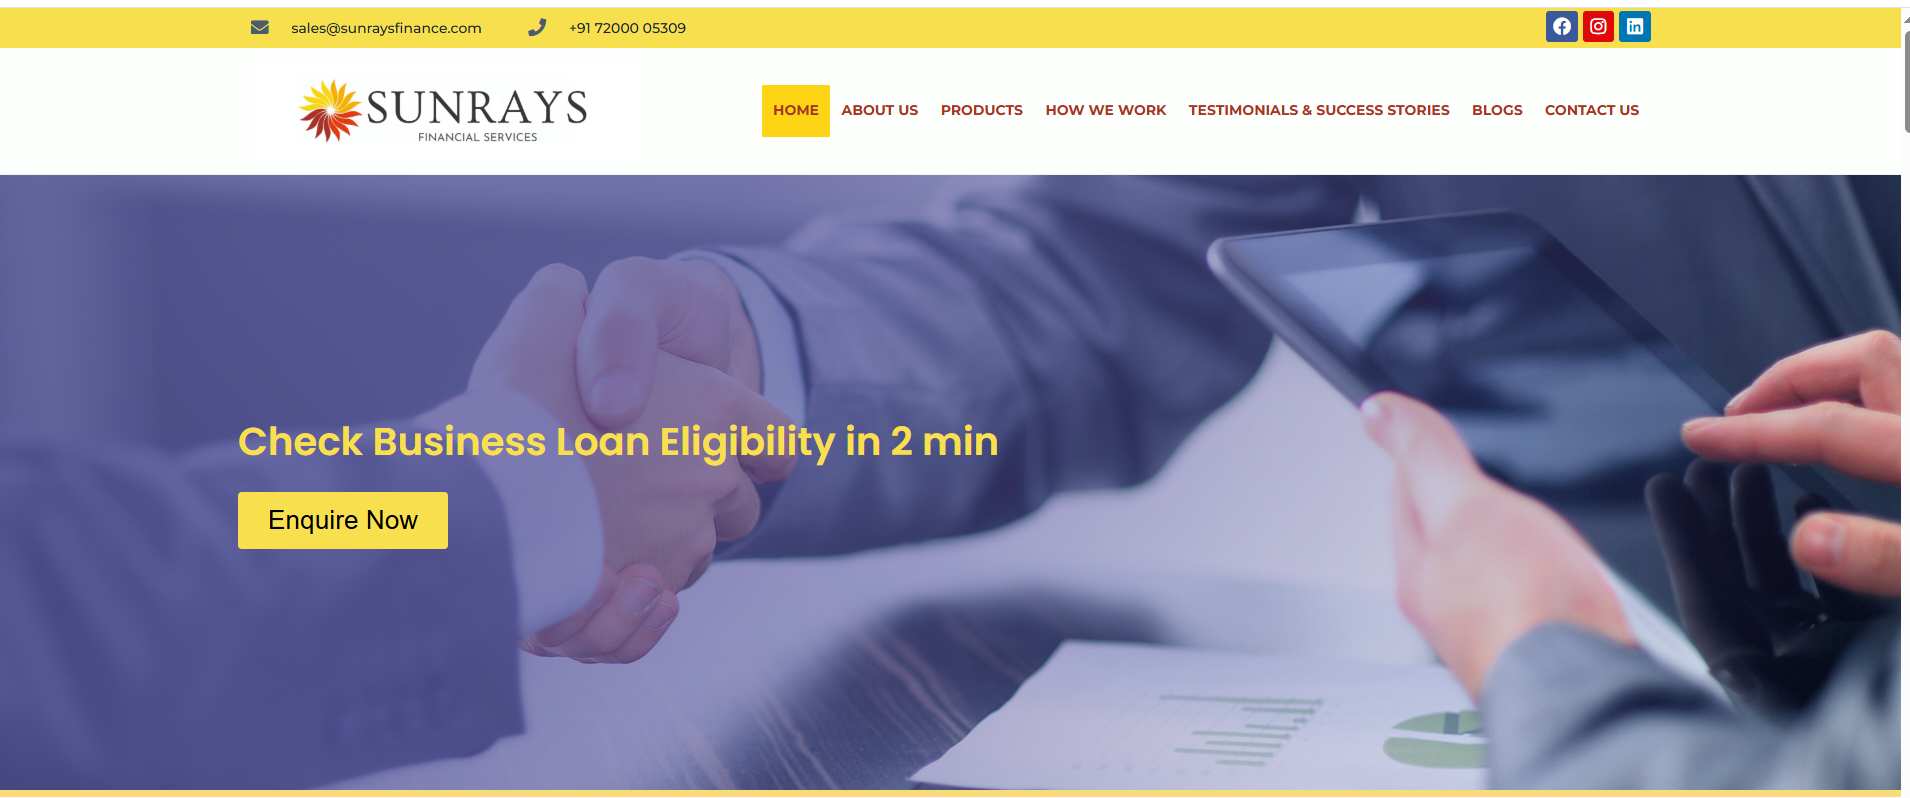 sales@sunraysfinance.com +91 72000 05309
SUNRAYS
FINANCIAL SERVICES
HOME ABOUT US PRODUCTS HOW WE WORK TESTIMONIALS & SUCCESS STORIES BLOGS CONTACT US
Check Business Loan Eligibility in 2 min
Enquire Now